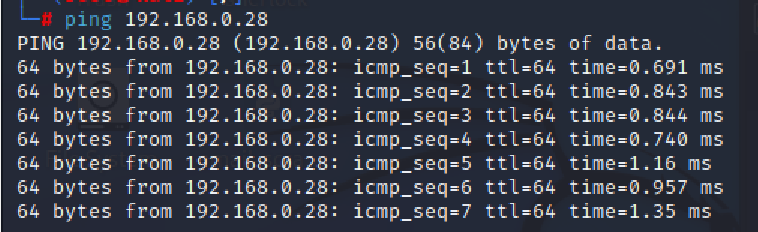 └─# ping 192.168.0.28
PING 192.168.0.28 (192.168.0.28) 56(84) bytes of data.
64 bytes from 192.168.0.28: icmp_seq=1 ttl=64 time=0.691 ms
64 bytes from 192.168.0.28: icmp_seq=2 ttl=64 time=0.843 ms
64 bytes from 192.168.0.28: icmp_seq=3 ttl=64 time=0.844 ms
64 bytes from 192.168.0.28: icmp_seq=4 ttl=64 time=0.740 ms
64 bytes from 192.168.0.28: icmp_seq=5 ttl=64 time=1.16 ms
64 bytes from 192.168.0.28: icmp_seq=6 ttl=64 time=0.957 ms
64 bytes from 192.168.0.28: icmp_seq=7 ttl=64 time=1.35 ms